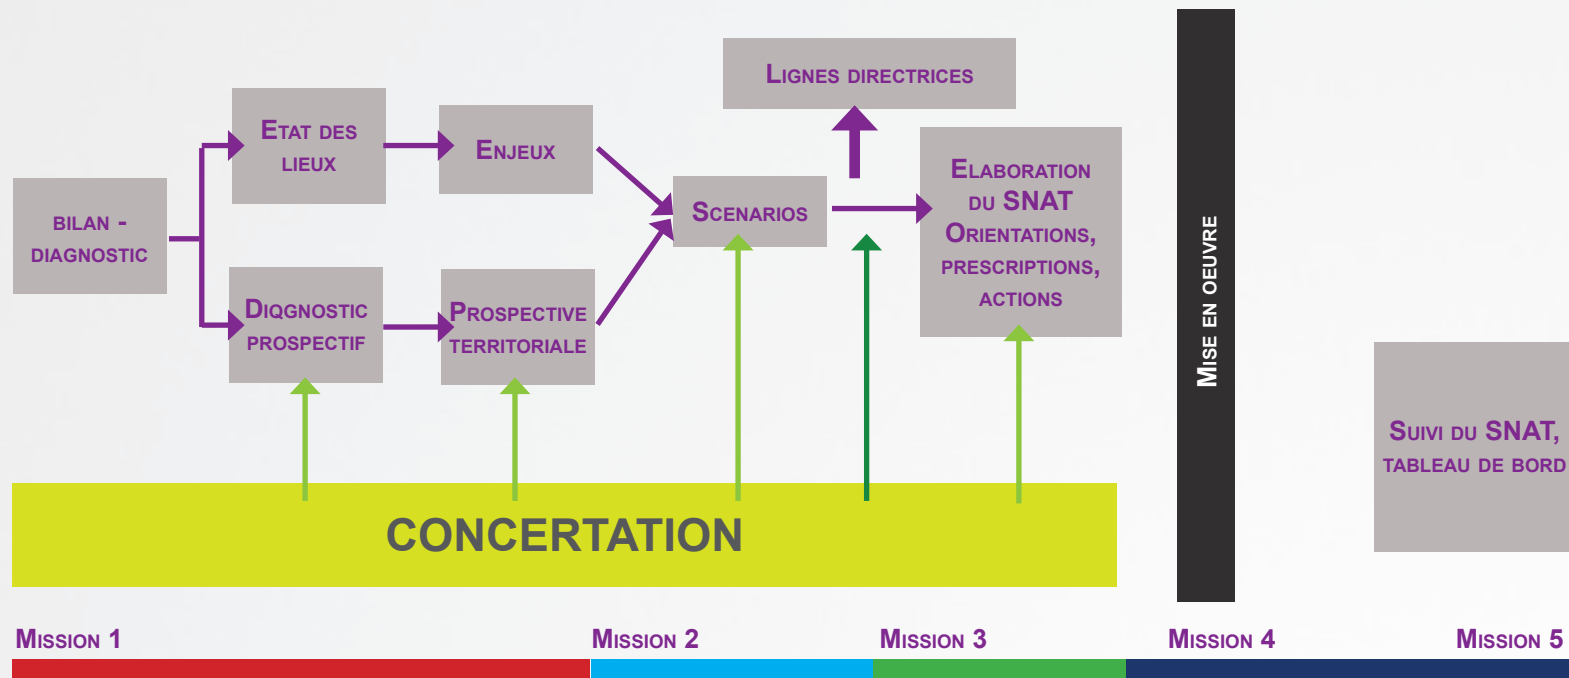 LIGNES DIRECTRICES
ETAT DES
LIEUX
ENJEUX
BILAN -
DIAGNOSTIC
SCENARIOS
ELABORATION
DU SNAT
ORIENTATIONS,
PRESCRIPTIONS,
ACTIONS
DIQGNOSTIC
PROSPECTIF
PROSPECTIVE
TERRITORIALE
MISE EN OEUVRE
SUIVI DU SNAT,
TABLEAU DE BORD
CONCERTATION
MISSION 1
MISSION 2
MISSION 3
MISSION 4
MISSION 5